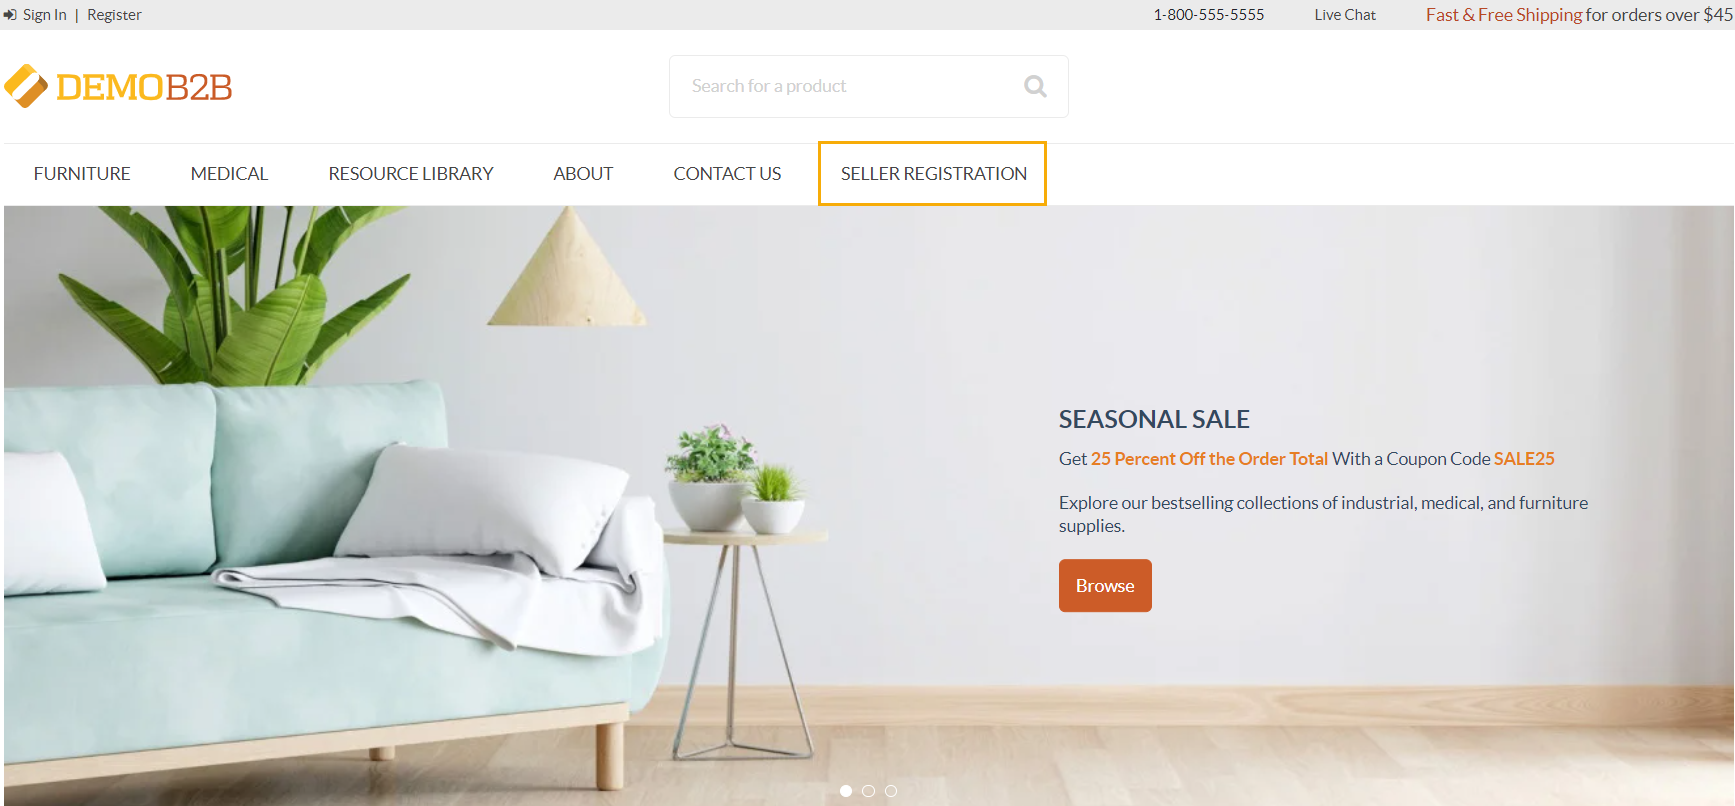 Sign In | Register
1-800-555-5555
Live Chat
Fast & Free Shipping for orders over $45
DEMOB2B
Search for a product
FURNITURE
MEDICAL
RESOURCE LIBRARY
ABOUT
CONTACT US
SELLER REGISTRATION
SEASONAL SALE
Get 25 Percent Off the Order Total With a Coupon Code SALE25
Explore our bestselling collections of industrial, medical, and furniture
supplies.
Browse